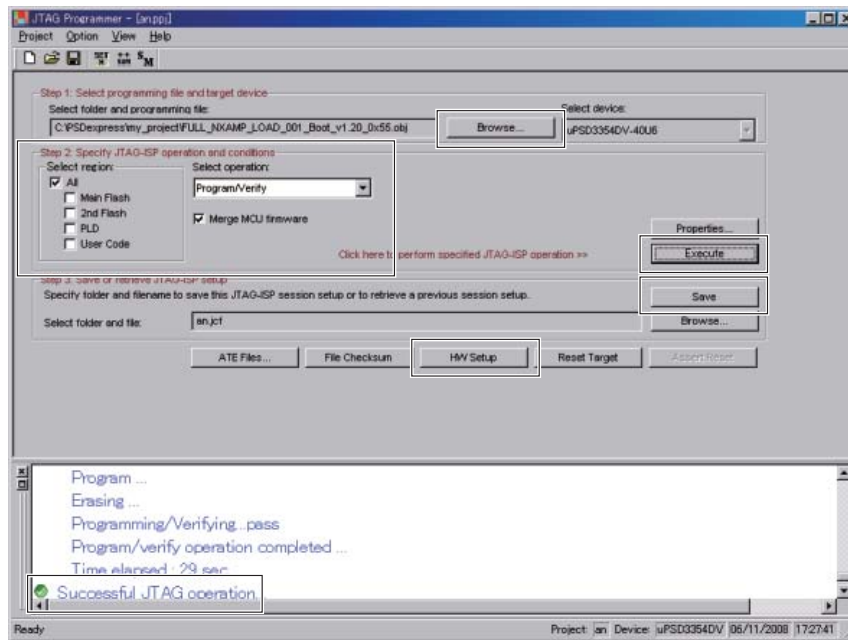 JTAG Programmer - [an.ppj]
Project Option View Help
Step 1: Select programming file and target device
Select folder and programming file:
Select device:
C:\PSDexpress\my_project\FULL_NXAMP_LOAD_001_Boot_v1.20_0x55.obj
Browse...
uPSD3354DV-40U6
Step 2: Specify JTAG-ISP operation and conditions
Select region:
Select operation:
All
Main Flash
2nd Flash
PLD
User Code
Program/Verify
Merge MCU firmware
Click here to perform specified JTAG-ISP operation >>
Properties...
Execute
Step 3: Save or retrieve JTAG-ISP setup
Specify folder and filename to save this JTAG-ISP session setup or to retrieve a previous session setup.
Save
Select folder and file:
an.jcf
Browse...
ATE Files...
File Checksum
HW Setup
Reset Target
Assert Reset
Program ...
Erasing ...
Programming/Verifying...pass
Program/verify operation completed ...
Time elapsed : 29 sec
Successful JTAG operation.
Ready
Project: an Device: uPSD3354DV 06/11/2008 17:27:41